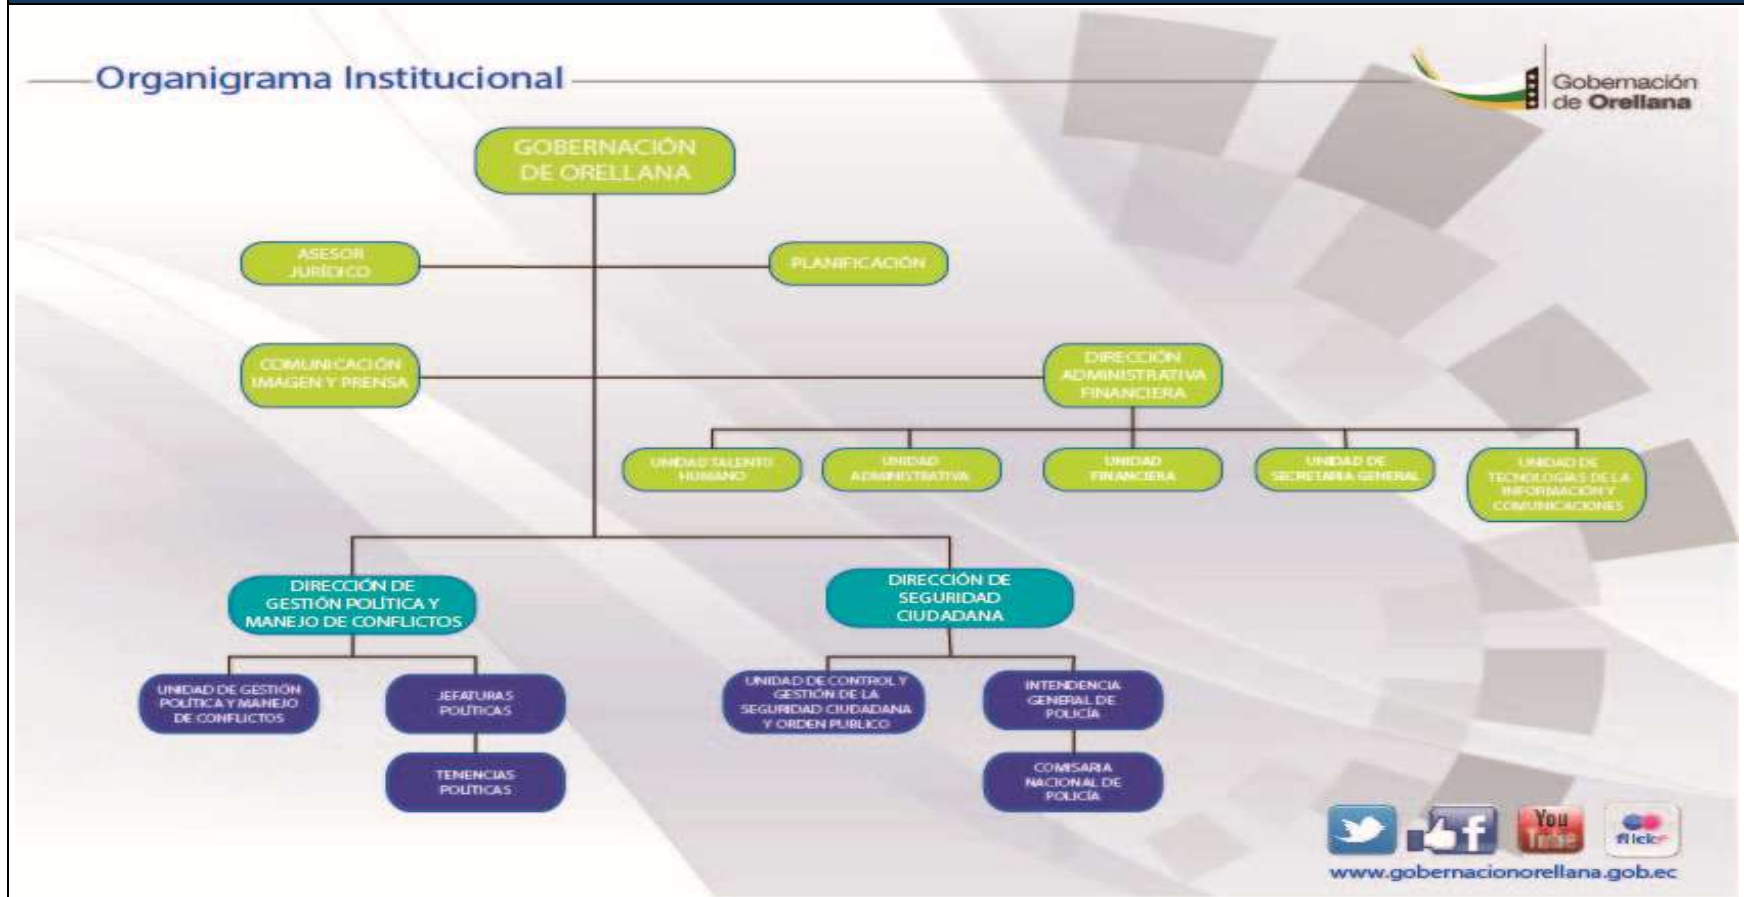 Organigrama Institucional
Gobernación
de Orellana
GOBERNACIÓN
DE ORELLANA
ASESOR
JURÍDICO
PLANIFICACIÓN
COMUNICACIÓN
IMAGEN Y PRENSA
DIRECCIÓN
ADMINISTRATIVA
FINANCIERA
UNIDAD TALENTO
HUMANO
UNIDAD
ADMINISTRATIVA
UNIDAD
FINANCIERA
UNIDAD DE
SECRETARIA GENERAL
UNIDAD DE
TECNOLOGÍAS DE LA
INFORMACIÓN Y
COMUNICACIONES
DIRECCIÓN DE
GESTIÓN POLÍTICA Y
MANEJO DE CONFLICTOS
DIRECCIÓN DE
SEGURIDAD
CIUDADANA
UNIDAD DE GESTIÓN
POLÍTICA Y MANEJO
DE CONFLICTOS
JEFATURAS
POLÍTICAS
UNIDAD DE CONTROL Y
GESTIÓN DE LA
SEGURIDAD CIUDADANA
Y ORDEN PUBLICO
INTENDENCIA
GENERAL DE
POLICÍA
TENENCIAS
POLÍTICAS
COMISARIA
NACIONAL DE
POLICÍA
You
Tube
flickr
www.gobernacionorellana.gob.ec